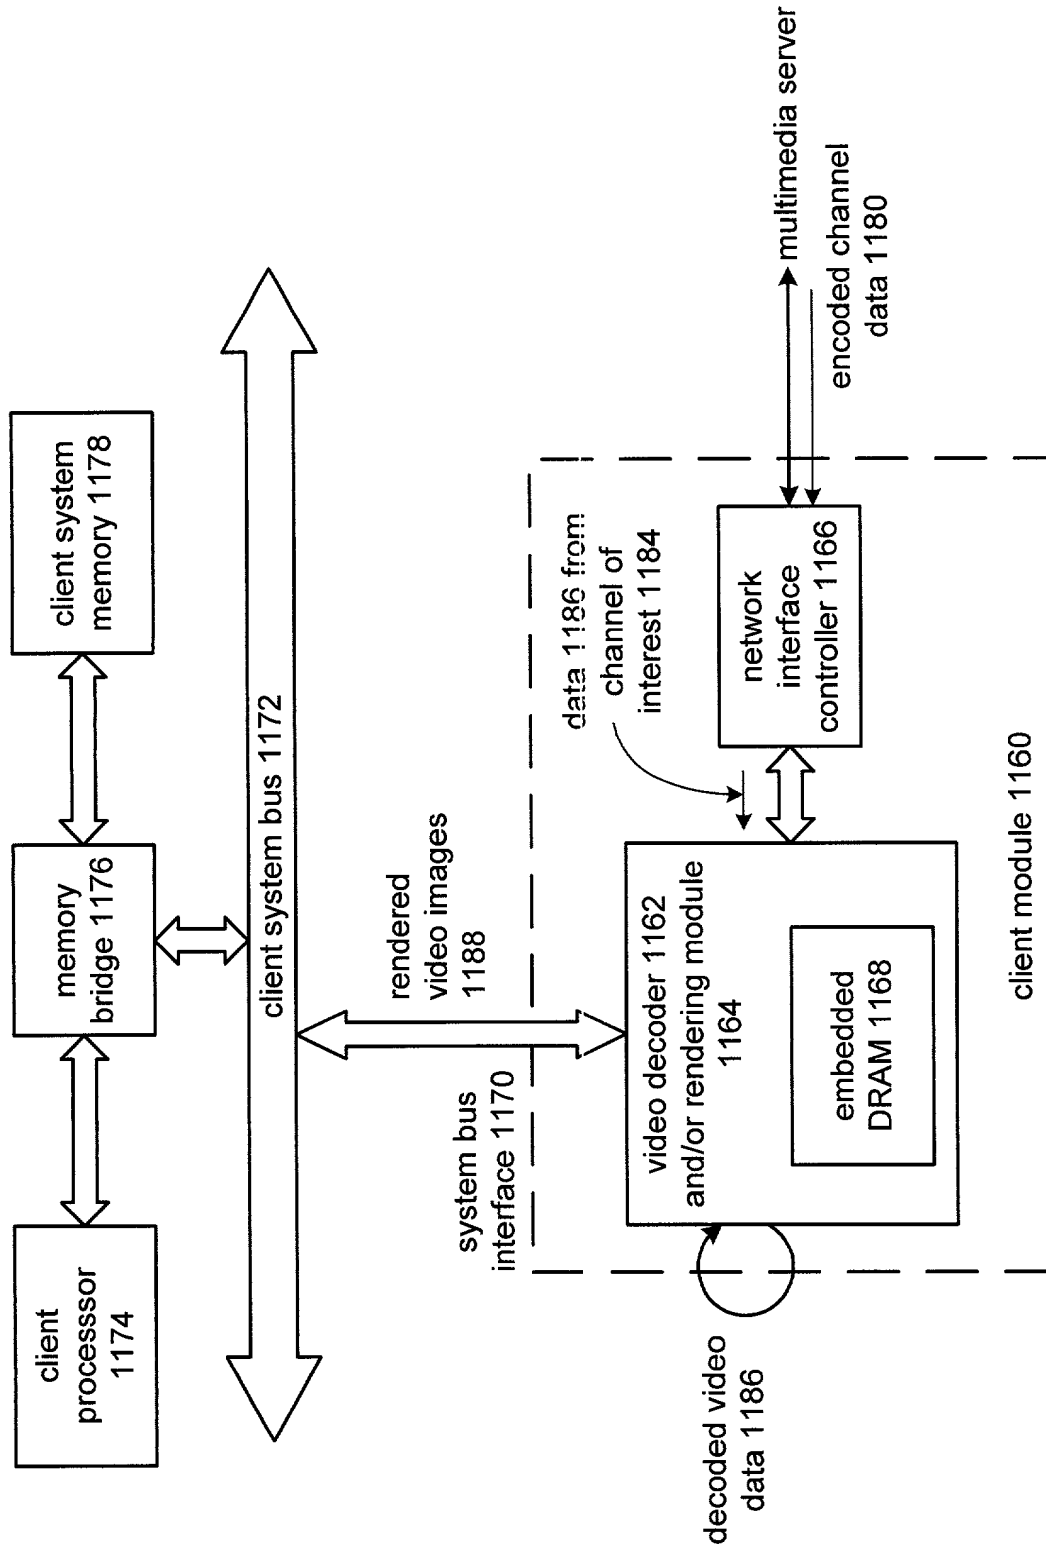 client
processsor
1174
memory
bridge 1176
client system
memory 1178
client system bus 1172
rendered
video images
1188
system bus
interface 1170
data 1186 from
channel of
interest 1184
decoded video
data 1186
video decoder 1162
and/or rendering module
1164
embedded
DRAM 1168
network
interface
controller 1166
multimedia server
encoded channel
data 1180
client module 1160